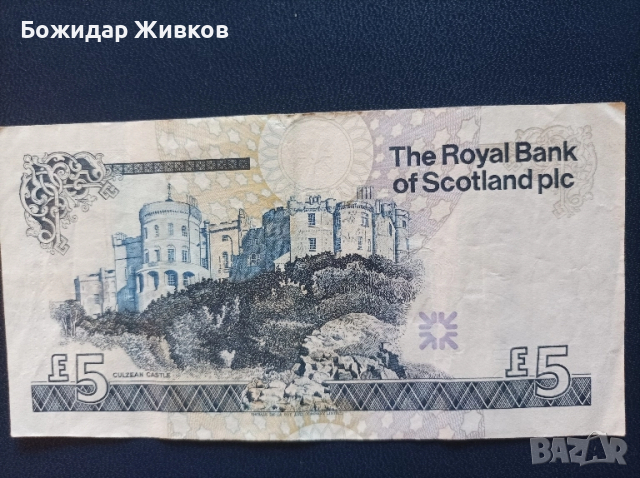 Божидар Живков
The Royal Bank
of Scotland plc
CULZEAN CASTLE
£5
£5
BAZAR